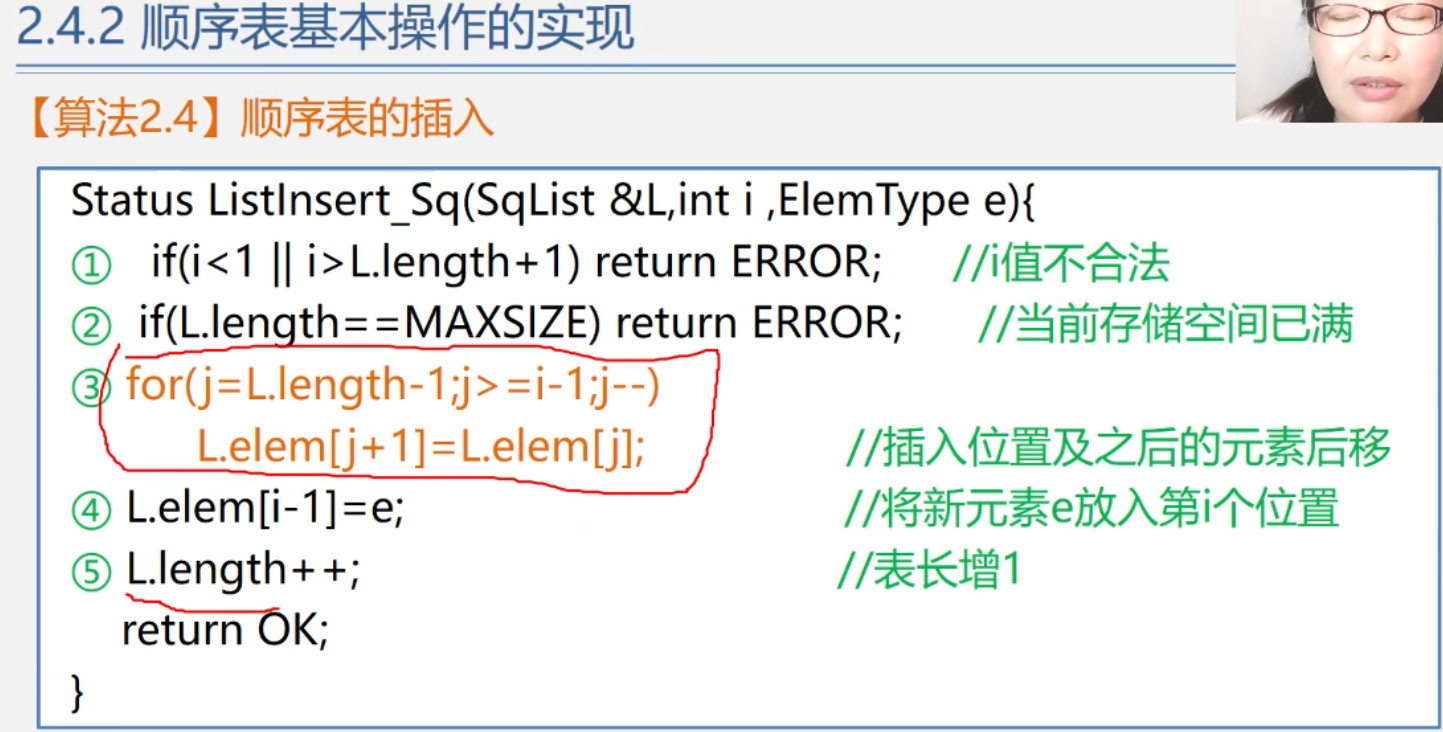 2.4.2 顺序表基本操作的实现
【算法2.4】顺序表的插入
Status ListInsert_Sq(SqList &L,int i ,ElemType e){
① if(i<1 || i>L.length+1) return ERROR; //i值不合法
② if(L.length==MAXSIZE) return ERROR; //当前存储空间已满
③ for(j=L.length-1;j>=i-1;j--)
L.elem[j+1]=L.elem[j]; //插入位置及之后的元素后移
④ L.elem[i-1]=e; //将新元素e放入第i个位置
⑤ L.length++; //表长增1
return OK;
}